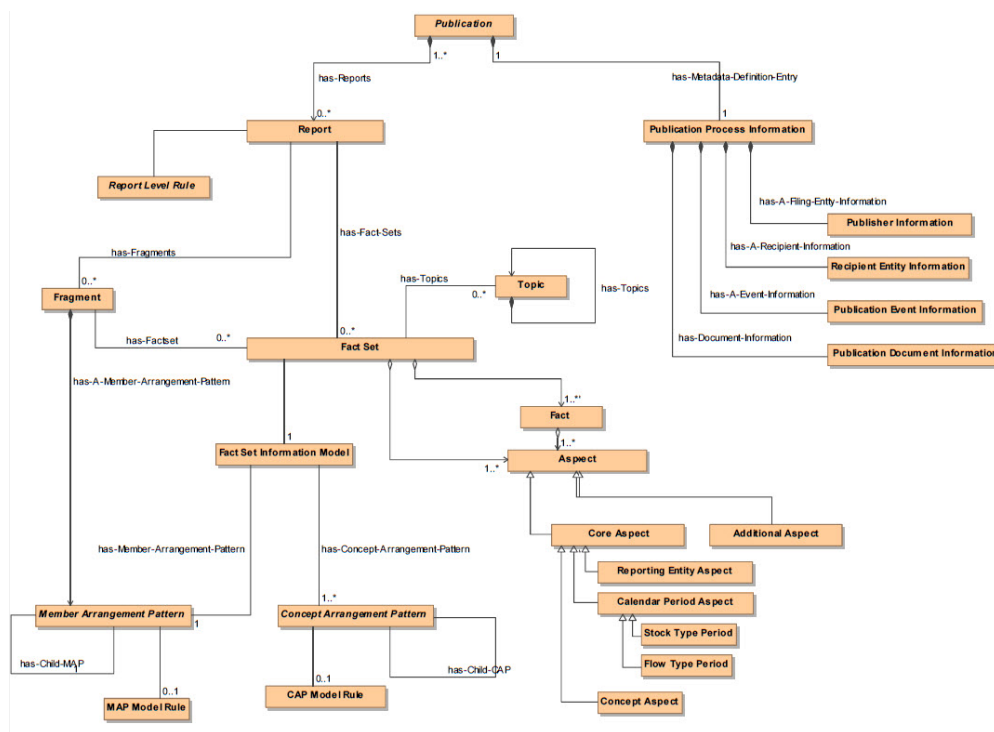 Publication
1..*
1
has-Reports
has-Metadata-Definition-Entry
0..*
1
Report
Publication Process Information
Report Level Rule
has-A-Filing-Entty-Information
Publisher Information
has-Fact-Sets
has-Fragments
has-A-Recipient-Information
Recipient Entity Information
has-Topics
0..*
Topic
has-Topics
0..*
Fragment
has-A-Event-Information
Publication Event Information
has-Document-Information
0..*
0..*
has-Factset
Fact Set
Publication Document Information
has-A-Member-Arrangement-Pattern
1..*'
Fact
1
1..*
Fact Set Information Model
Aspxect
1..*
Core Aspect
Additional Aspect
has-Member-Arrangement-Pattern
has-Concept-Arrangement-Pattern
Reporting Entity Aspect
1..*
Calendar Period Aspect
Member Arrangement Pattern
1
Concept Arrangement Pattern
Stock Type Period
has-Child-MAP
1
has-Child-CAP
Flow Type Period
0..1
0..1
CAP Model Rule
MAP Model Rule
Concept Aspect